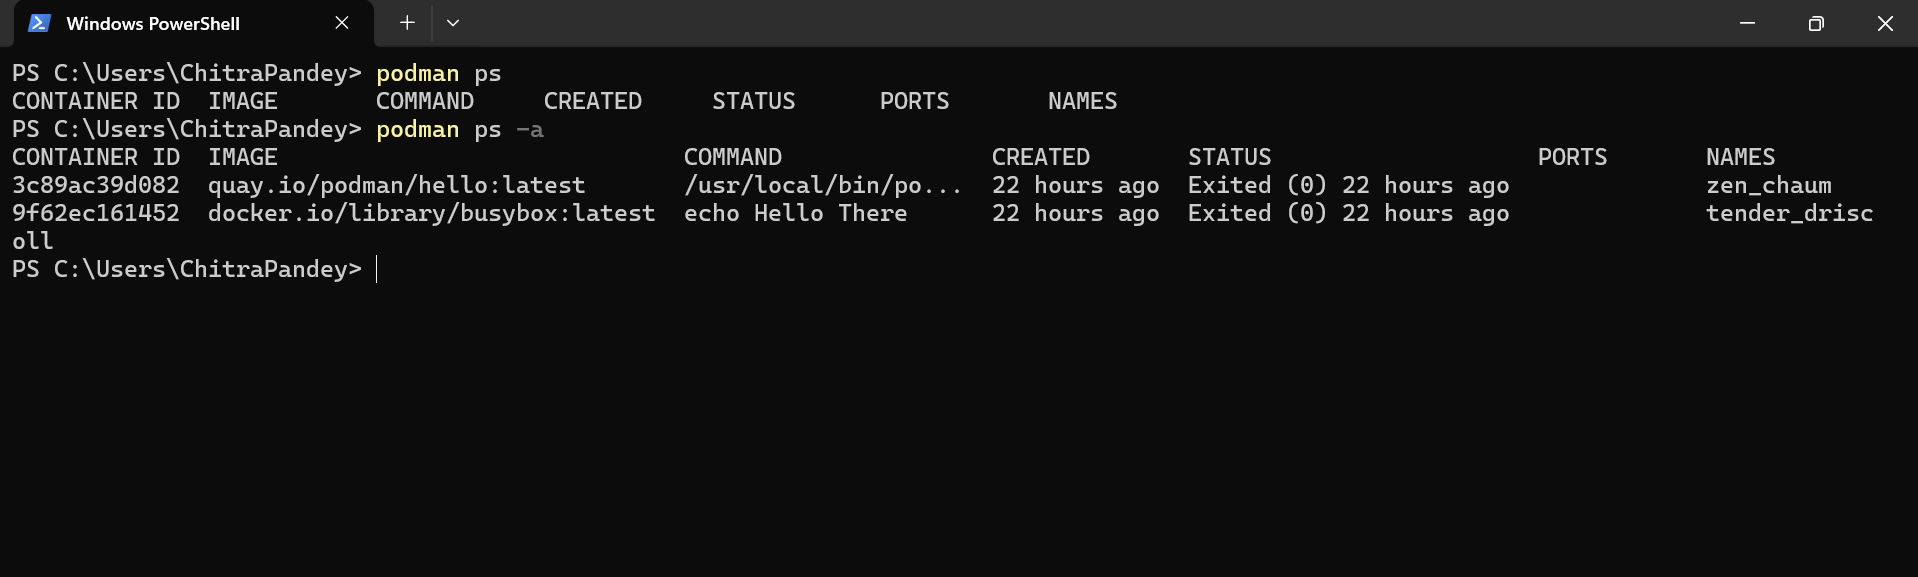 Windows PowerShell
PS C:\Users\ChitraPandey> podman ps
CONTAINER ID  IMAGE       COMMAND     CREATED     STATUS      PORTS       NAMES
PS C:\Users\ChitraPandey> podman ps -a
CONTAINER ID  IMAGE                             COMMAND               CREATED       STATUS                   PORTS       NAMES
3c89ac39d082  quay.io/podman/hello:latest       /usr/local/bin/po...  22 hours ago  Exited (0) 22 hours ago              zen_chaum
9f62ec161452  docker.io/library/busybox:latest  echo Hello There      22 hours ago  Exited (0) 22 hours ago              tender_drisc
oll
PS C:\Users\ChitraPandey>